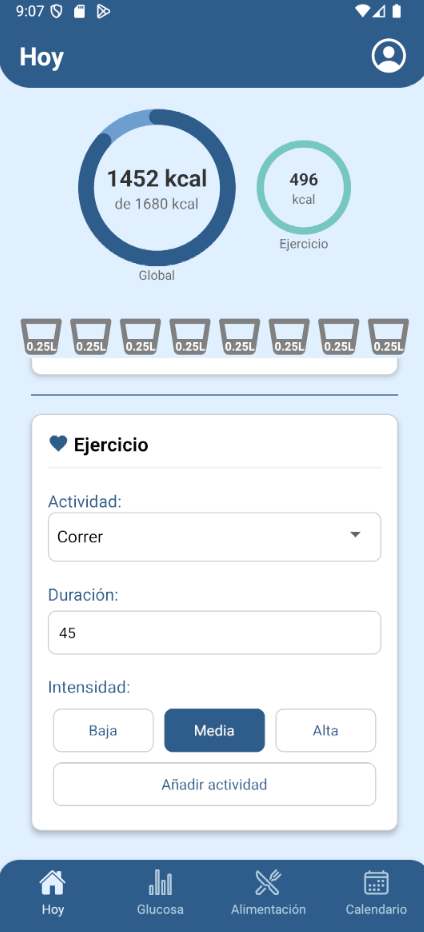 9:07
Hoy
1452 kcal
de 1680 kcal
Global
496
kcal
Ejercicio
0.25L 0.25L 0.25L 0.25L 0.25L 0.25L 0.25L 0.25L
Ejercicio
Actividad:
Correr
Duración:
45
Intensidad:
Baja Media Alta
Añadir actividad
Hoy Glucosa Alimentación Calendario